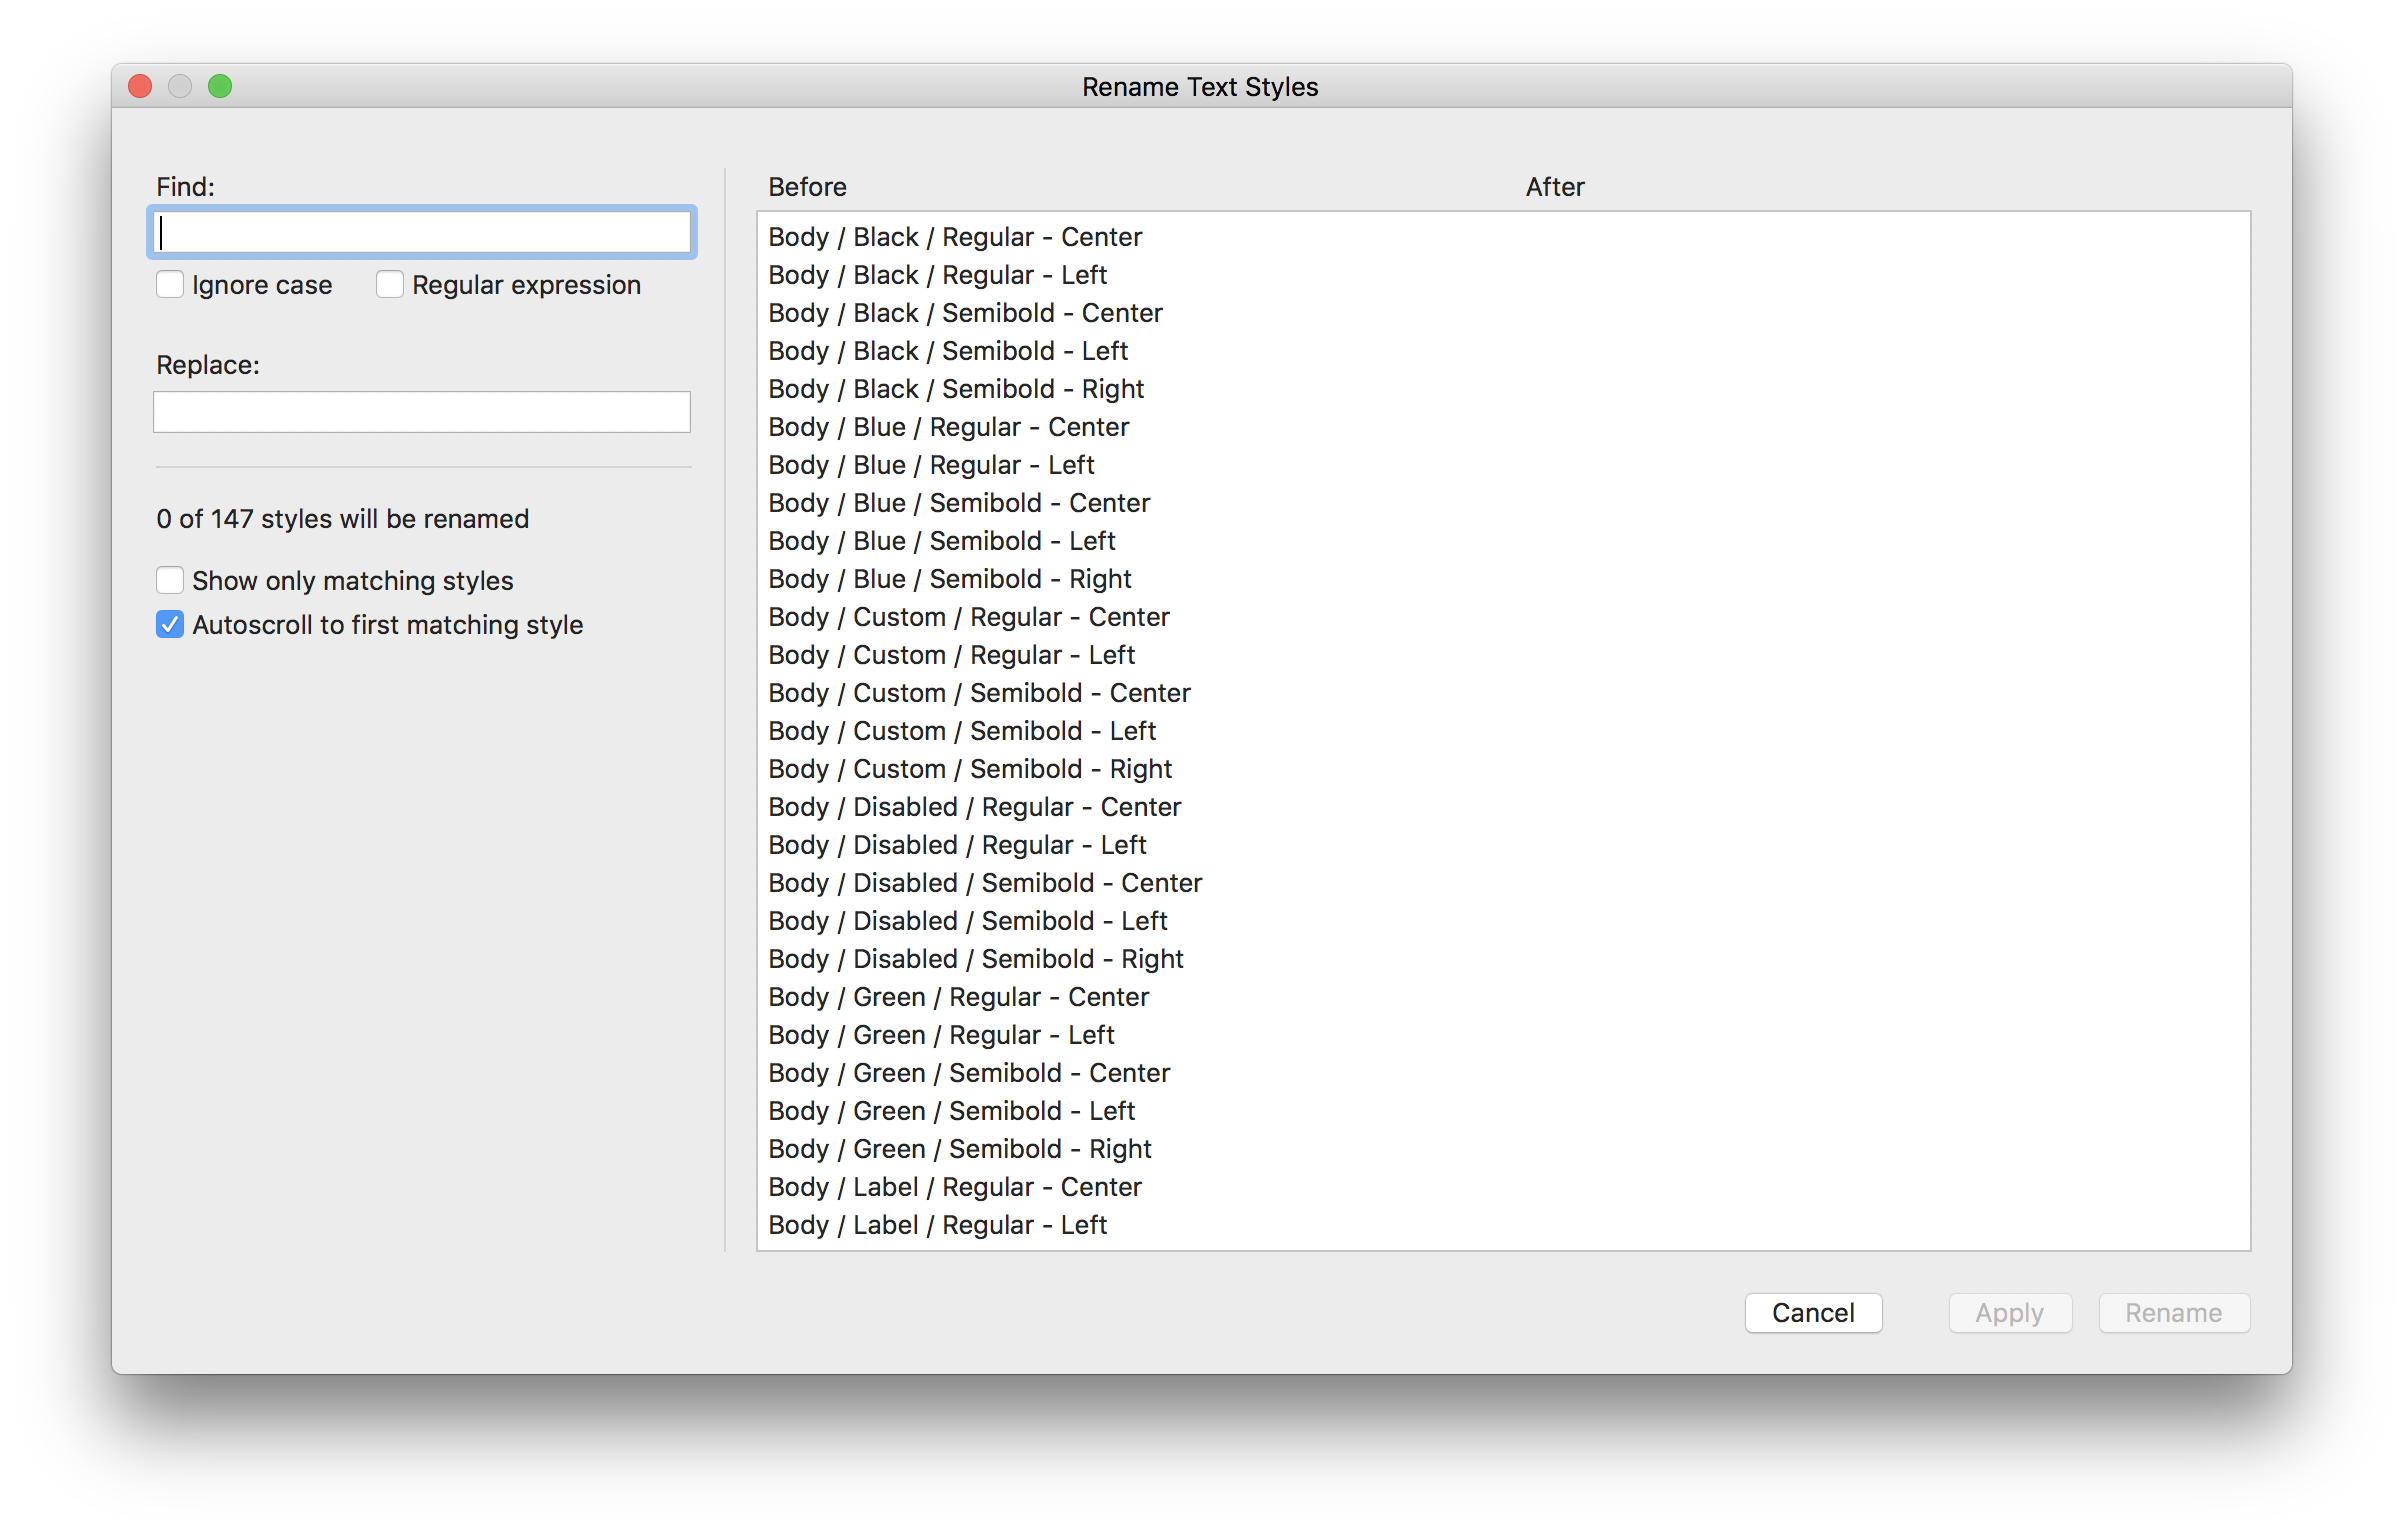 Rename Text Styles
Find:
Ignore case
Regular expression
Replace:
0 of 147 styles will be renamed
Show only matching styles
Autoscroll to first matching style
Before
After
Body / Black / Regular - Center
Body / Black / Regular - Left
Body / Black / Semibold - Center
Body / Black / Semibold - Left
Body / Black / Semibold - Right
Body / Blue / Regular - Center
Body / Blue / Regular - Left
Body / Blue / Semibold - Center
Body / Blue / Semibold - Left
Body / Blue / Semibold - Right
Body / Custom / Regular - Center
Body / Custom / Regular - Left
Body / Custom / Semibold - Center
Body / Custom / Semibold - Left
Body / Custom / Semibold - Right
Body / Disabled / Regular - Center
Body / Disabled / Regular - Left
Body / Disabled / Semibold - Center
Body / Disabled / Semibold - Left
Body / Disabled / Semibold - Right
Body / Green / Regular - Center
Body / Green / Regular - Left
Body / Green / Semibold - Center
Body / Green / Semibold - Left
Body / Green / Semibold - Right
Body / Label / Regular - Center
Body / Label / Regular - Left
Cancel
Apply
Rename